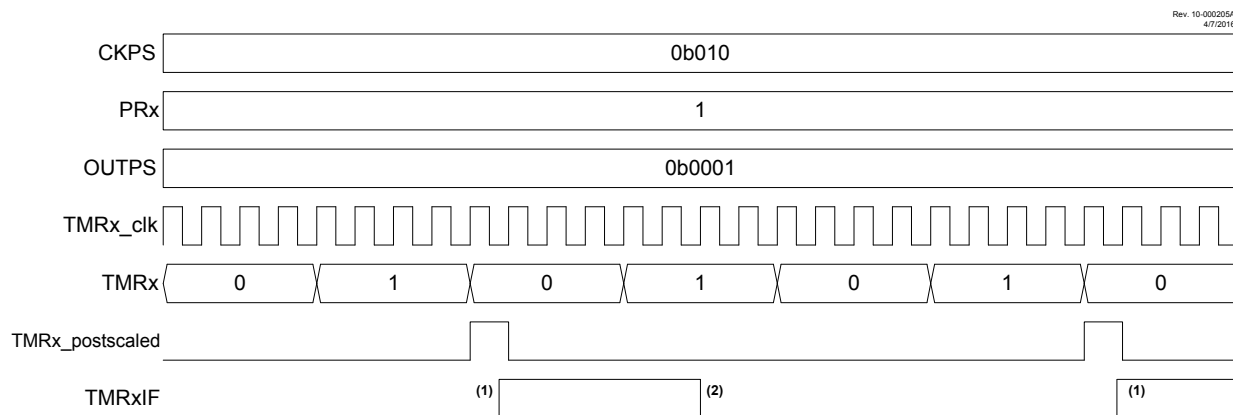 Rev. 10-000205A
4/7/2016
CKPS 0b010
PRx 1
OUTPS 0b0001
TMRx_clk
TMRx 0 1 0 1 0 1 0
TMRx_postscaled
TMRxIF (1) (2) (1)